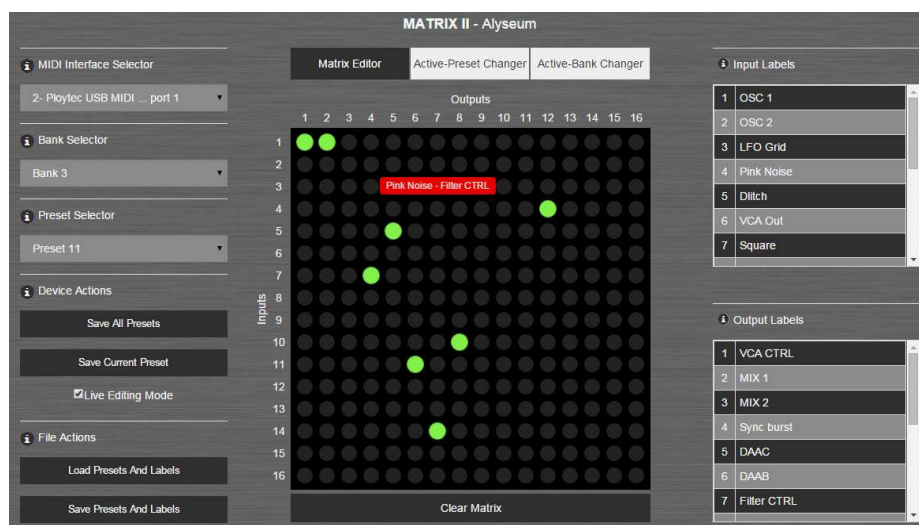 MATRIX II - Alyseum
MIDI Interface Selector
2- Ploytec USB MIDI ... port 1
Bank Selector
Bank 3
Preset Selector
Preset 11
Device Actions
Save All Presets
Save Current Preset
Live Editing Mode
File Actions
Load Presets And Labels
Save Presets And Labels
Matrix Editor
Active-Preset Changer
Active-Bank Changer
Outputs
1 2 3 4 5 6 7 8 9 10 11 12 13 14 15 16
Inputs
1
2
3
4
5
6
7
8
9
10
11
12
13
14
15
16
Pink Noise - Filter CTRL
Clear Matrix
Input Labels
1 OSC 1
2 OSC 2
3 LFO Grid
4 Pink Noise
5 Dlitch
6 VCA Out
7 Square
Output Labels
1 VCA CTRL
2 MIX 1
3 MIX 2
4 Sync burst
5 DAAC
6 DAAB
7 Filter CTRL